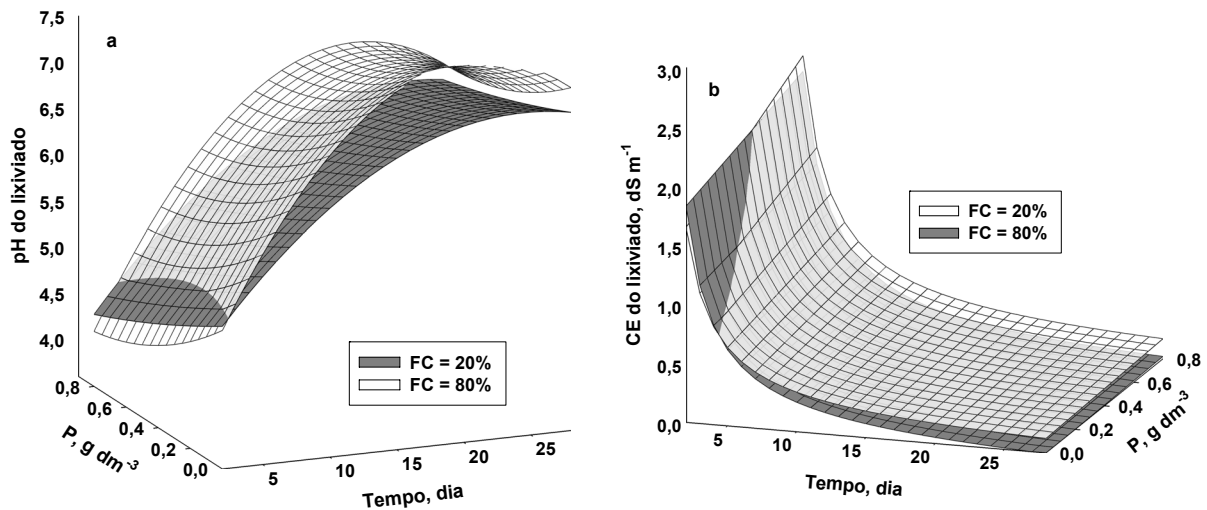 a
7,5
7,0
6,5
6,0
5,5
5,0
4,5
4,0
pH do lixiviado
0,8
0,6
0,4
0,2
0,0
P, g dm-3
5
10
15
20
25
Tempo, dia
FC = 20%
FC = 80%
b
3,0
2,5
2,0
1,5
1,0
0,5
0,0
CE do lixiviado, dS m-1
5
10
15
20
25
Tempo, dia
0,0
0,2
0,4
0,6
0,8
P, g dm-3
FC = 20%
FC = 80%